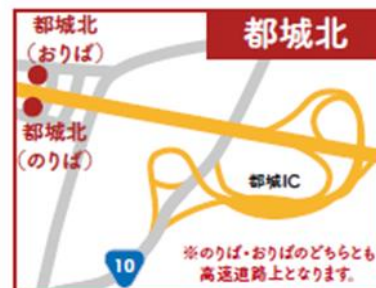 都城北
都城北
(おりば)
都城北
(のりば)
都城IC
10
※のりば・おりばのどちらとも
高速道路上となります。